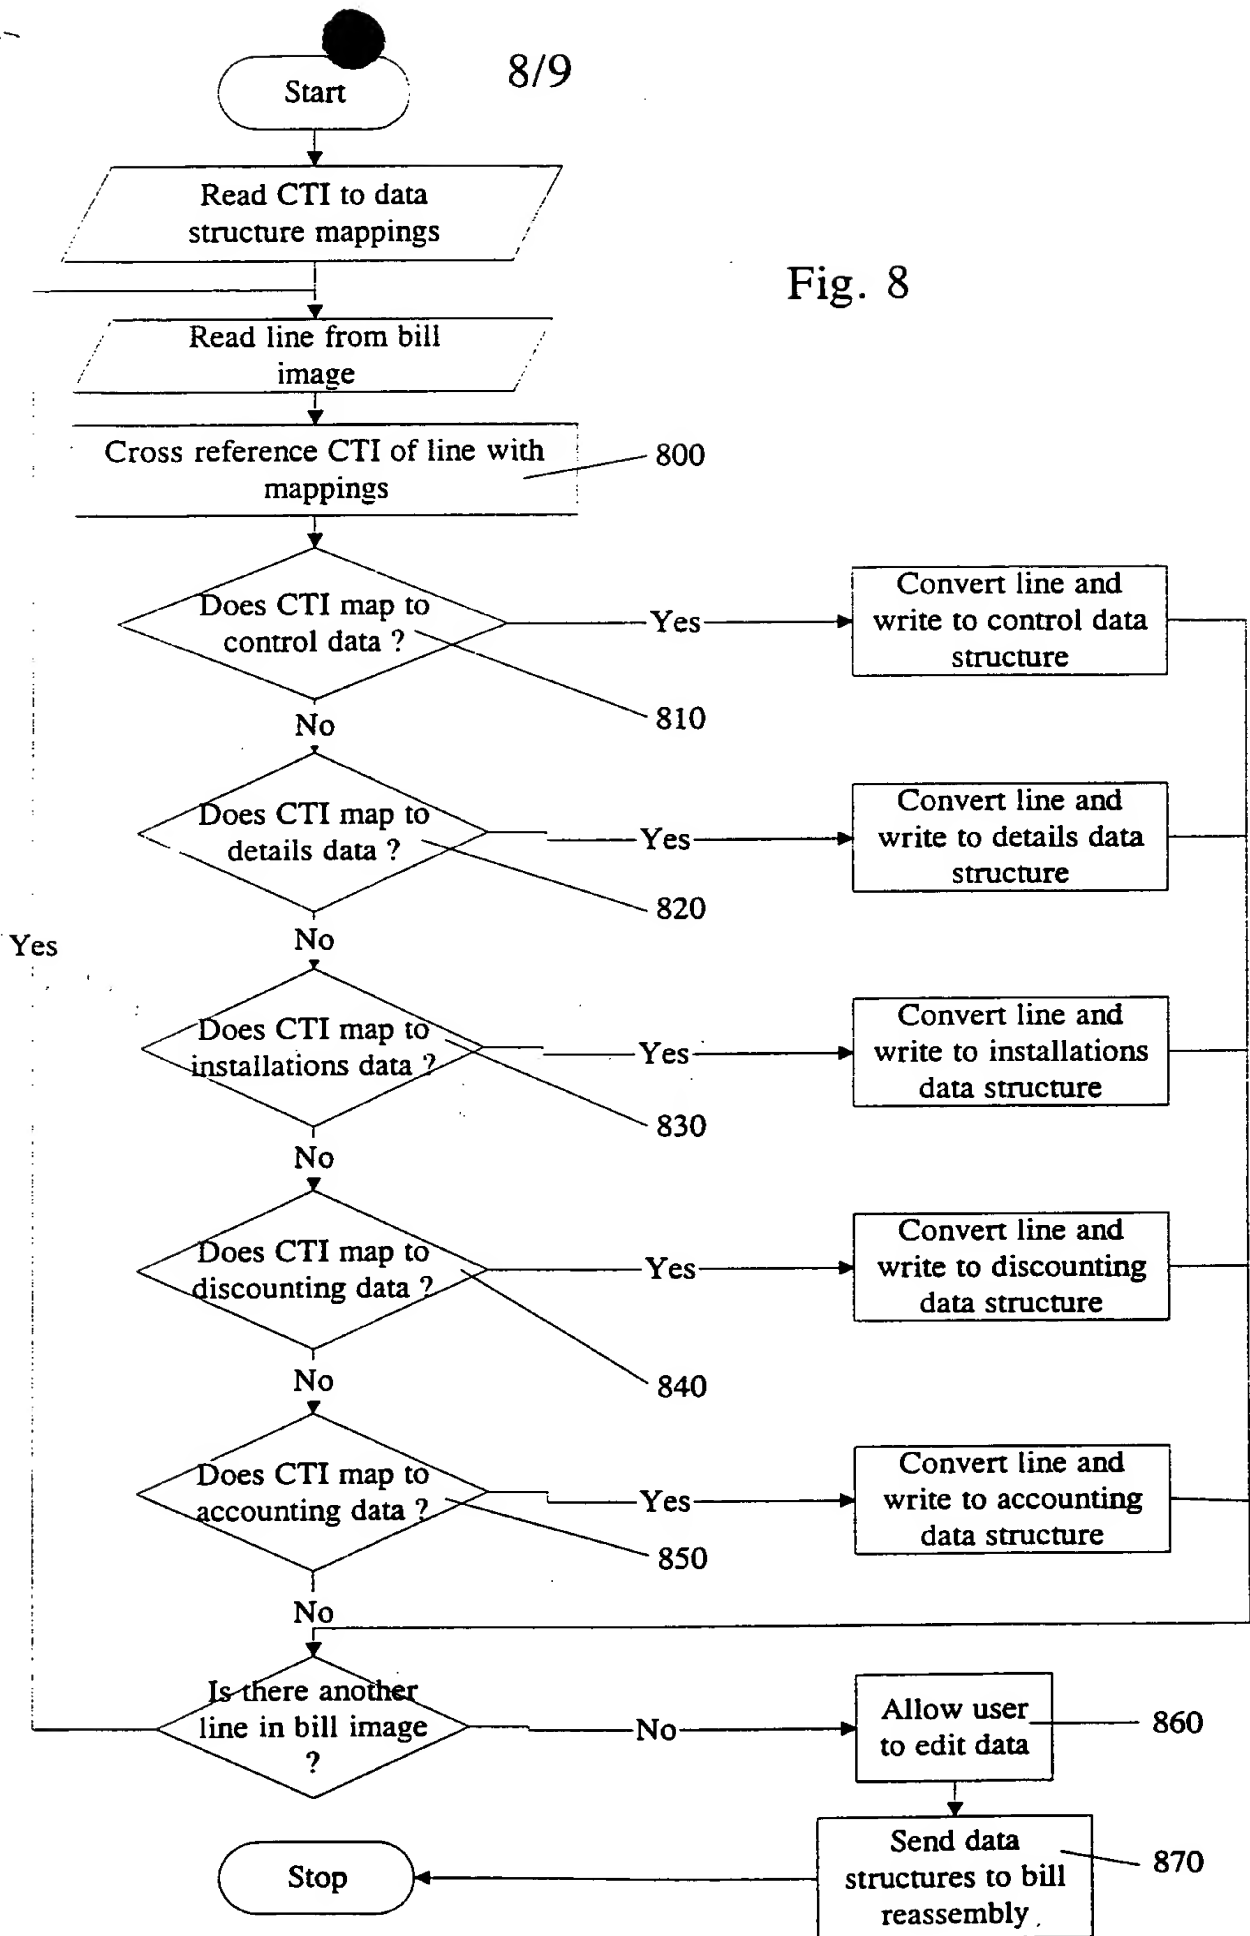 8/9
Start
Read CTI to data
structure mappings
Fig. 8
Read line from bill
image
Cross reference CTI of line with
mappings
800
Does CTI map to
control data ?
Yes
Convert line and
write to control data
structure
810
No
Does CTI map to
details data ?
Yes
Convert line and
write to details data
structure
820
No
Yes
Does CTI map to
installations data ?
Yes
Convert line and
write to installations
data structure
830
No
Does CTI map to
discounting data ?
Yes
Convert line and
write to discounting
data structure
840
No
Does CTI map to
accounting data ?
Yes
Convert line and
write to accounting
data structure
850
No
Is there another
line in bill image
?
No
Allow user
to edit data
860
Send data
structures to bill
reassembly
870
Stop